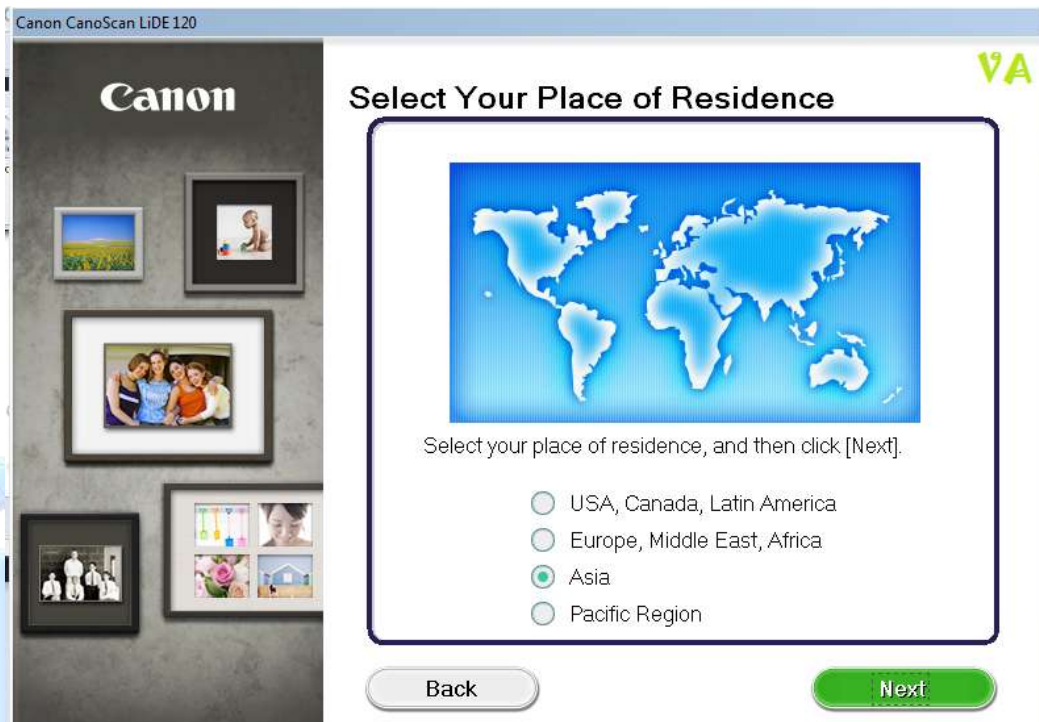 Canon CanoScan LiDE 120
Canon
VA
Select Your Place of Residence
Select your place of residence, and then click [Next].
USA, Canada, Latin America
Europe, Middle East, Africa
Asia
Pacific Region
Back
Next